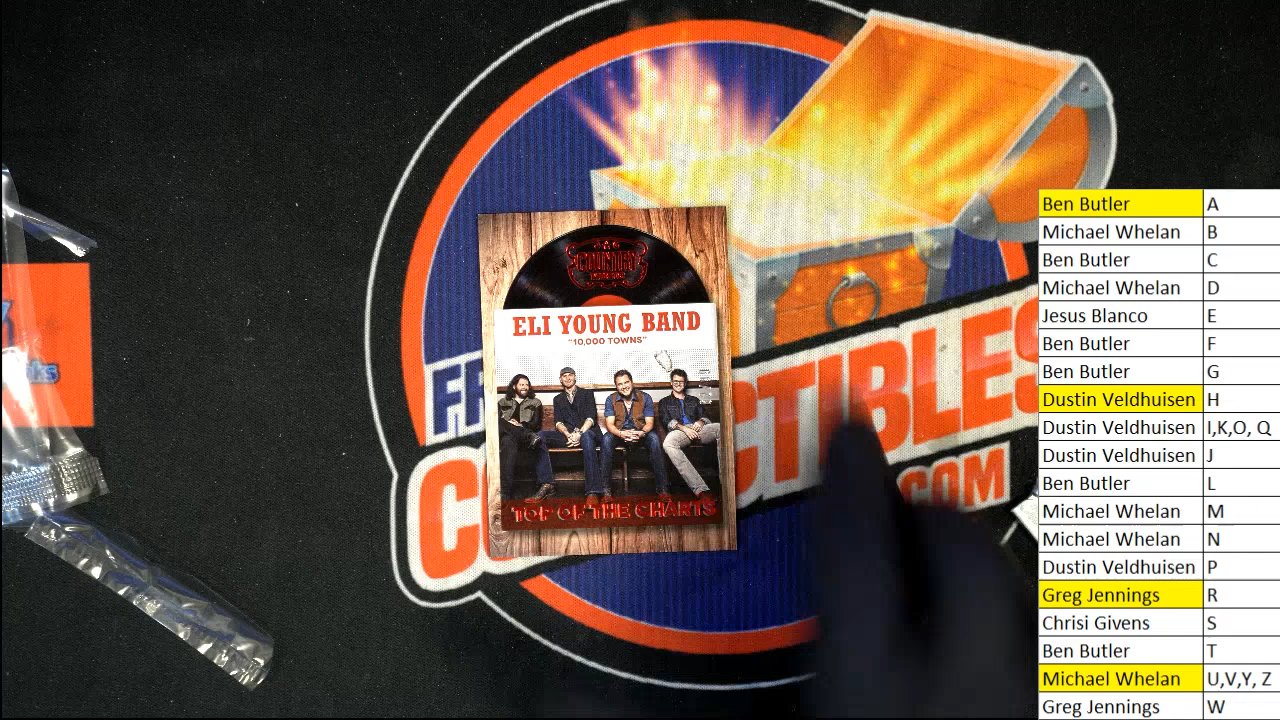 COUNTRY
ELI YOUNG BAND
"10,000 TOWNS"
TOP OF THE CHARTS
.COM
Ben Butler A
Michael Whelan B
Ben Butler C
Michael Whelan D
Jesus Blanco E
Ben Butler F
Ben Butler G
Dustin Veldhuisen H
Dustin Veldhuisen I,K,O, Q
Dustin Veldhuisen J
Ben Butler L
Michael Whelan M
Michael Whelan N
Dustin Veldhuisen P
Greg Jennings R
Chrisi Givens S
Ben Butler T
Michael Whelan U,V,Y, Z
Greg Jennings W